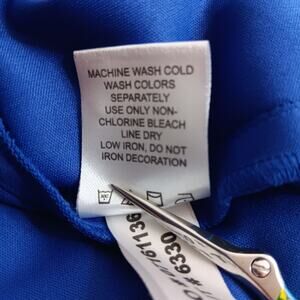 MACHINE WASH COLD
WASH COLORS
SEPARATELY
USE ONLY NON-
CHLORINE BLEACH
LINE DRY
LOW IRON, DO NOT
IRON DECORATION
#6330